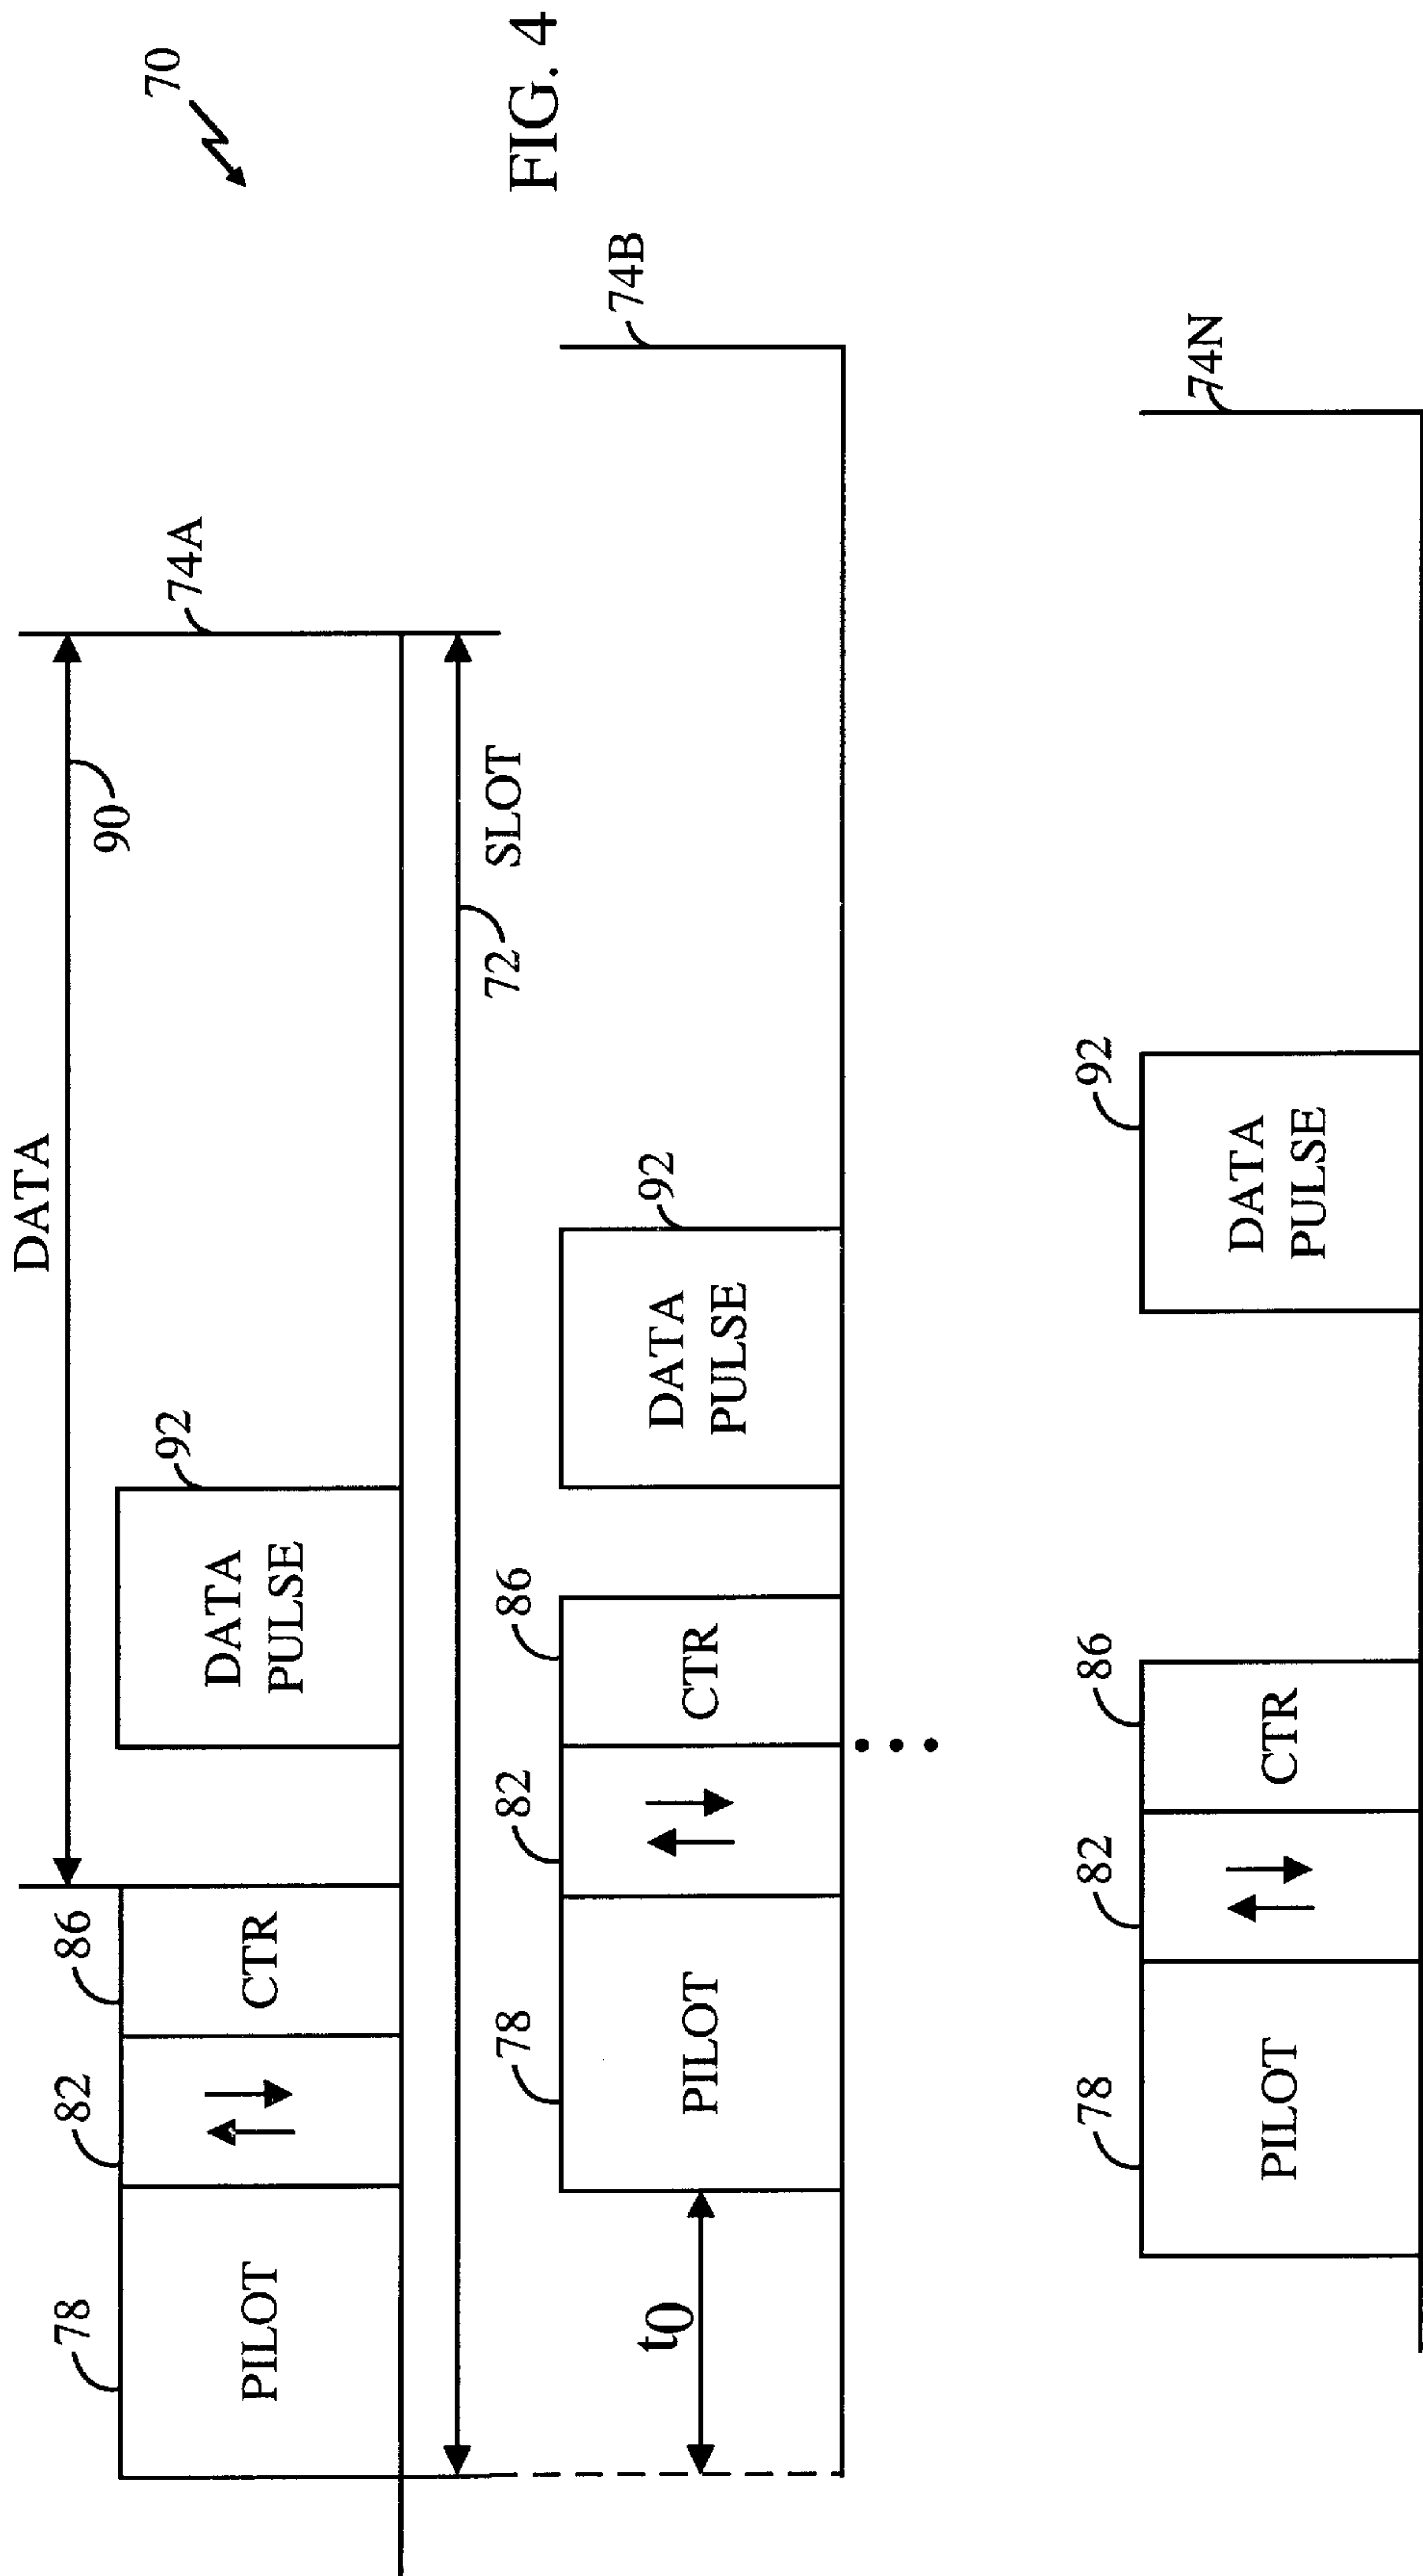 DATA
70
90
74A
78
82
86
92
PILOT
CTR
DATA
PULSE
72
SLOT
FIG. 4
t0
78
82
86
92
74B
PILOT
CTR
DATA
PULSE
78
82
86
92
74N
PILOT
CTR
DATA
PULSE